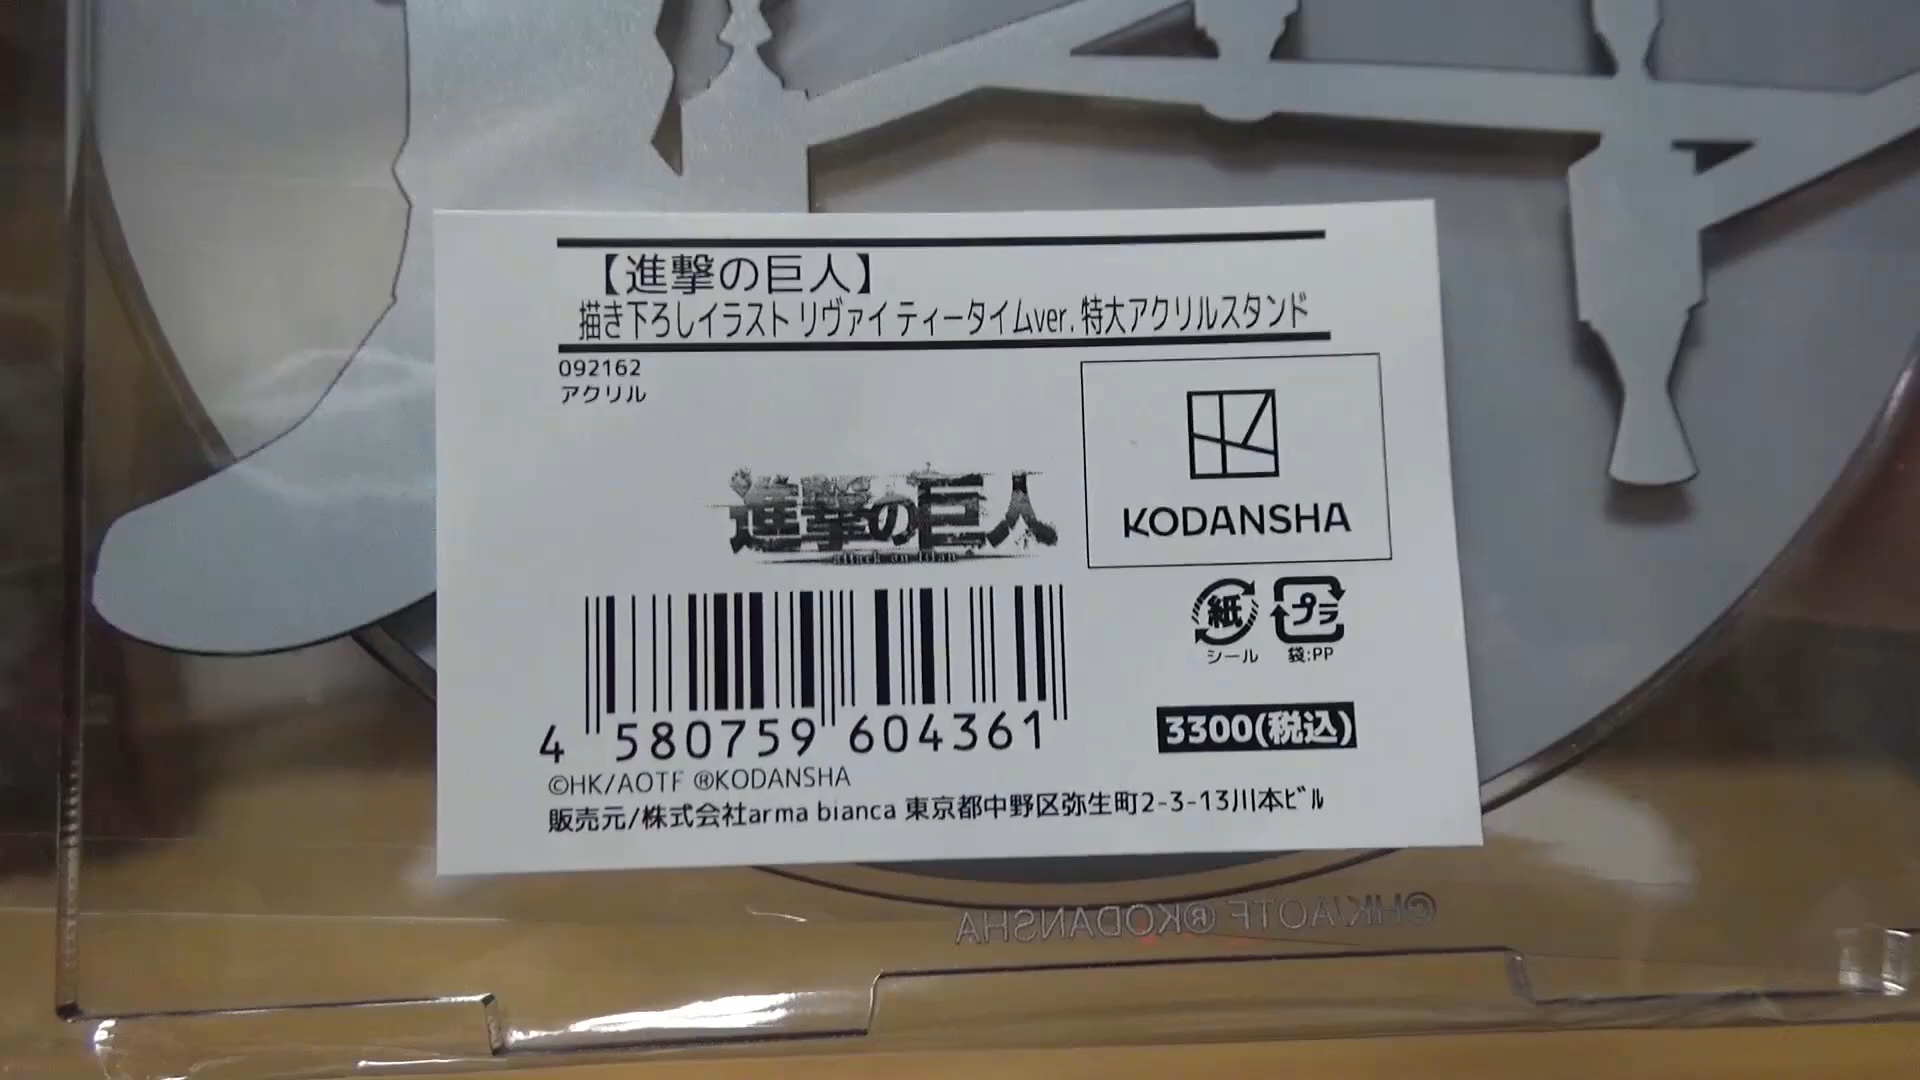 【進撃の巨人】
描き下ろしイラスト リヴァイ ティータイムver. 特大アクリルスタンド
092162
アクリル
進撃の巨人
attack on titan
KODANSHA
紙 プラ
シール 袋:PP
4 580759 604361
3300(税込)
©HK/AOTF ®KODANSHA
販売元/株式会社arma bianca 東京都中野区弥生町2-3-13川本ビル
©HK/AOTF ®KODANSHA